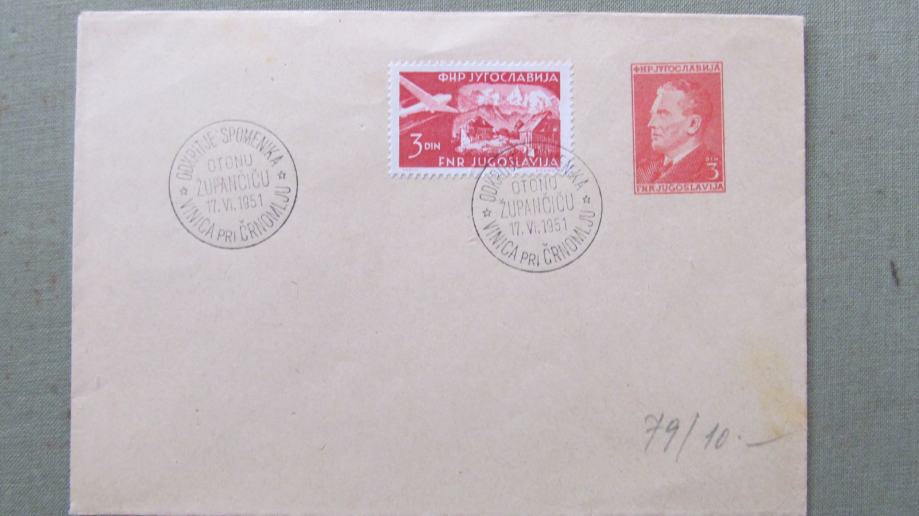 ФНР ЈУГОСЛАВИЈА
3 DIN
FNR JUGOSLAVIJA
ФНР ЈУГОСЛАВИЈА
DIN
3
FNR JUGOSLAVIJA
ODKRITJE SPOMENIKA
OTONU
ŽUPANČIČU
17. VI. 1951
VINICA PRI ČRNOMLJU
ODKRITJE SPOMENIKA
OTONU
ŽUPANČIČU
17. VI. 1951
VINICA PRI ČRNOMLJU
79/10.—